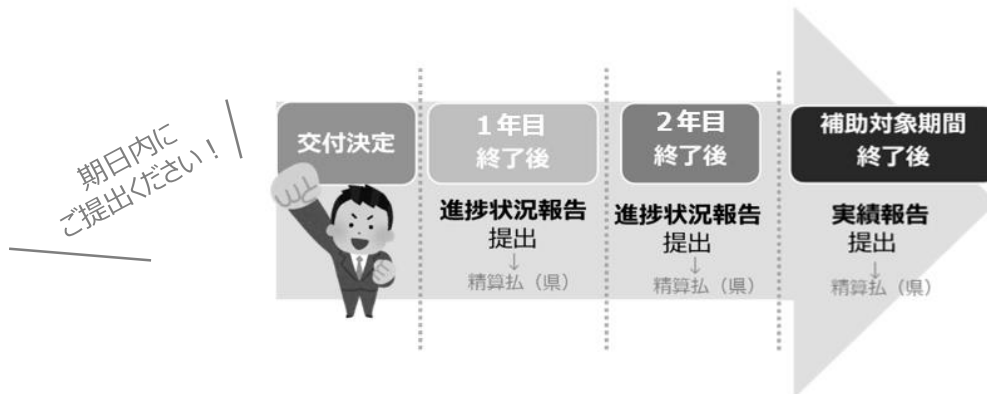 期日内に
ご提出ください！
交付決定
１年目
終了後
進捗状況報告
提出
↓
精算払（県）
２年目
終了後
進捗状況報告
提出
↓
精算払（県）
補助対象期間
終了後
実績報告
提出
↓
精算払（県）